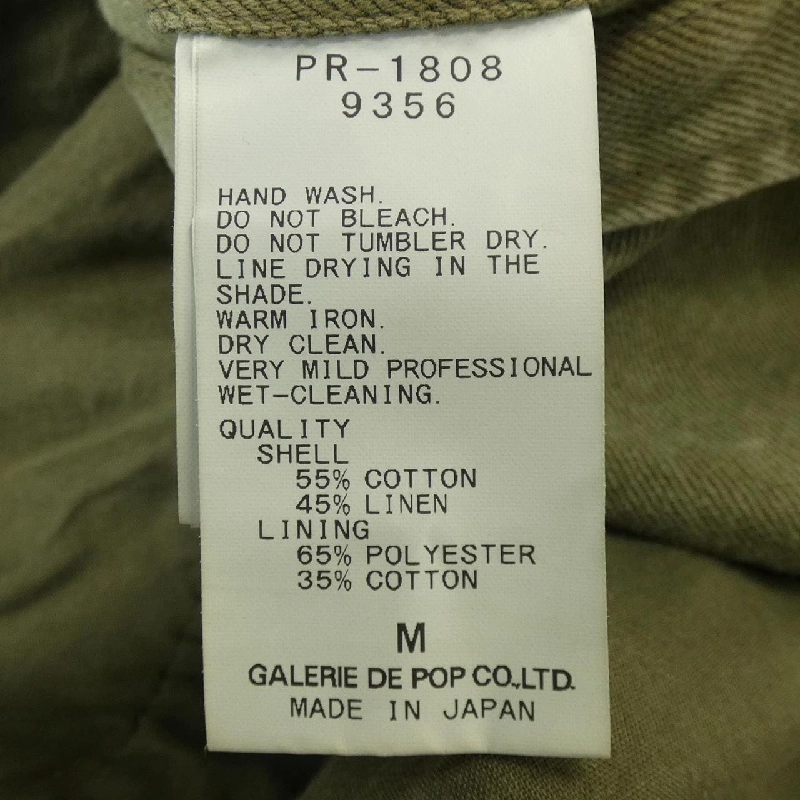 PR-1808
9356
HAND WASH.
DO NOT BLEACH.
DO NOT TUMBLER DRY.
LINE DRYING IN THE
SHADE.
WARM IRON.
DRY CLEAN.
VERY MILD PROFESSIONAL
WET-CLEANING.
QUALITY
SHELL
55% COTTON
45% LINEN
LINING
65% POLYESTER
35% COTTON
M
GALERIE DE POP CO.,LTD.
MADE IN JAPAN